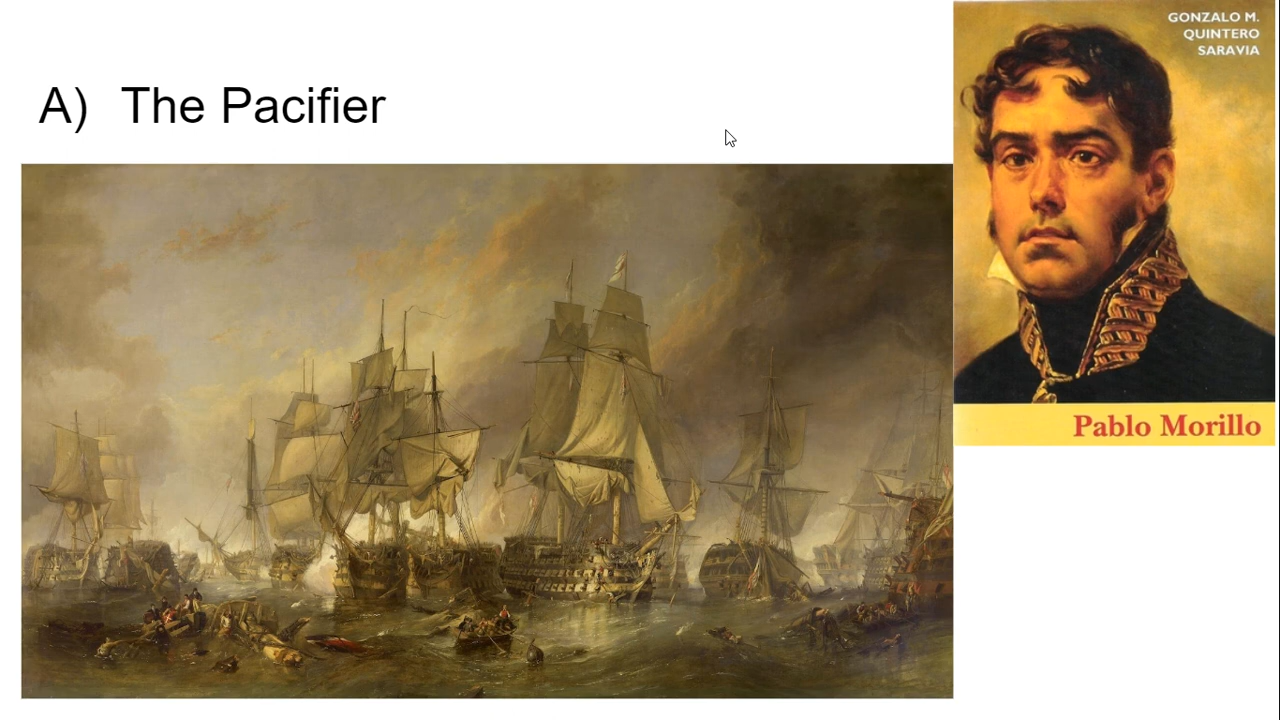 A) The Pacifier
GONZALO M.
QUINTERO
SARAVIA
Pablo Morillo